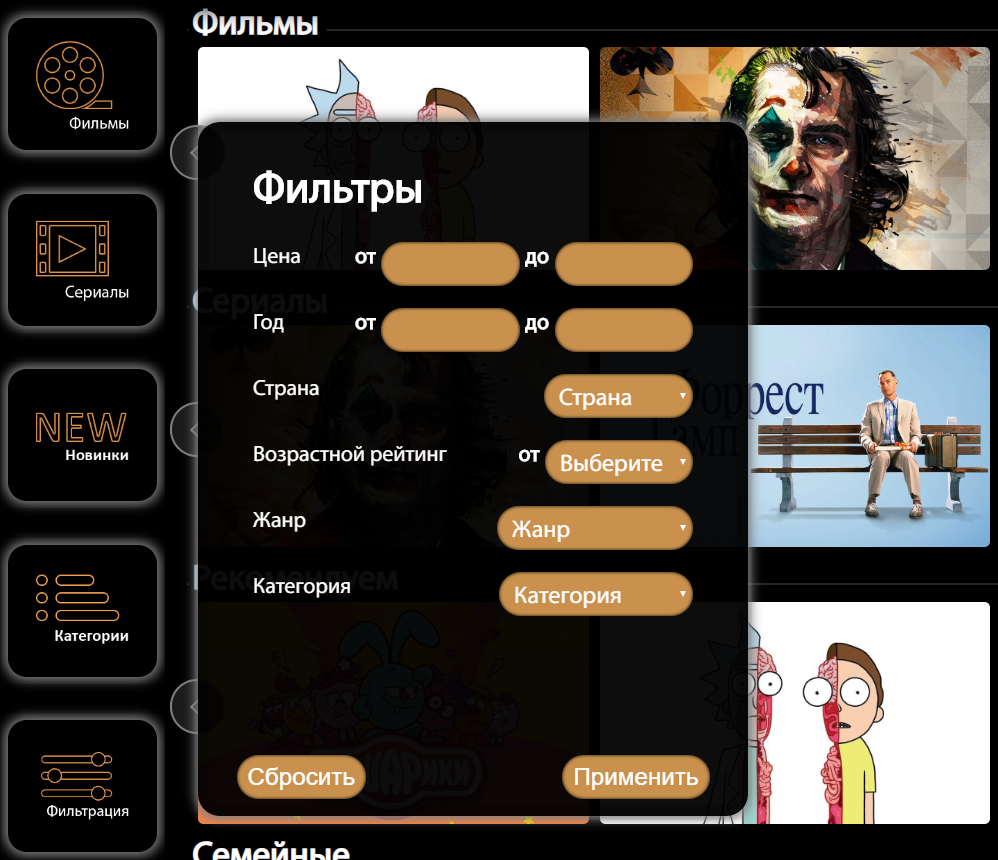 Фильмы
Фильмы
Сериалы
NEW
Новинки
Категории
Фильтрация
Фильтры
Цена от до
Год от до
Страна Страна
Возрастной рейтинг от Выберите
Жанр Жанр
Категория Категория
Сбросить Применить
Сериалы
Форрест
Гамп
Рекомендуем
Семейные